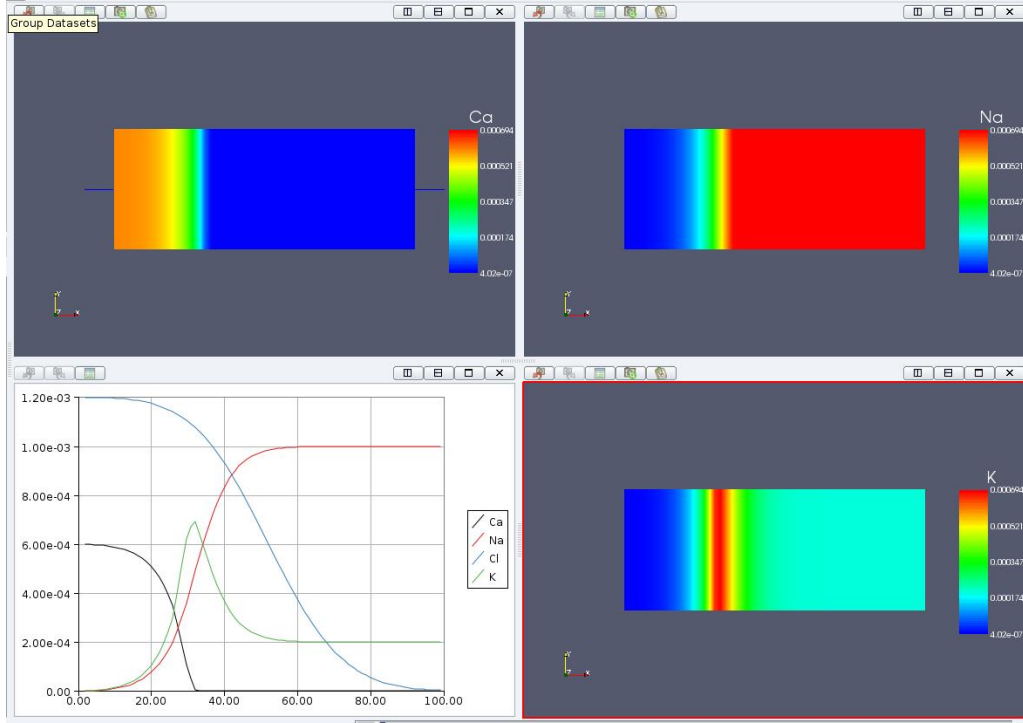 Group Datasets
Ca
0.000694
0.000521
0.000347
0.000174
4.02e-07
Y
Z
X
Na
0.000694
0.000521
0.000347
0.000174
4.02e-07
Y
Z
X
1.20e-03
1.00e-03
8.00e-04
6.00e-04
4.00e-04
2.00e-04
0.00
0.00 20.00 40.00 60.00 80.00 100.00
Ca
Na
Cl
K
K
0.000694
0.000521
0.000347
0.000174
4.02e-07
Y
Z
X